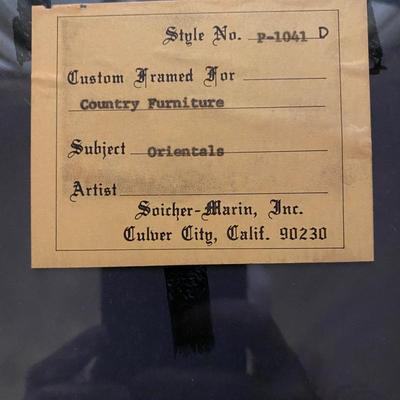 Style No. P-1041 D
Custom Framed For
Country Furniture
Subject Orientals
Artist
Soicher-Marin, Inc.
Culver City, Calif. 90230